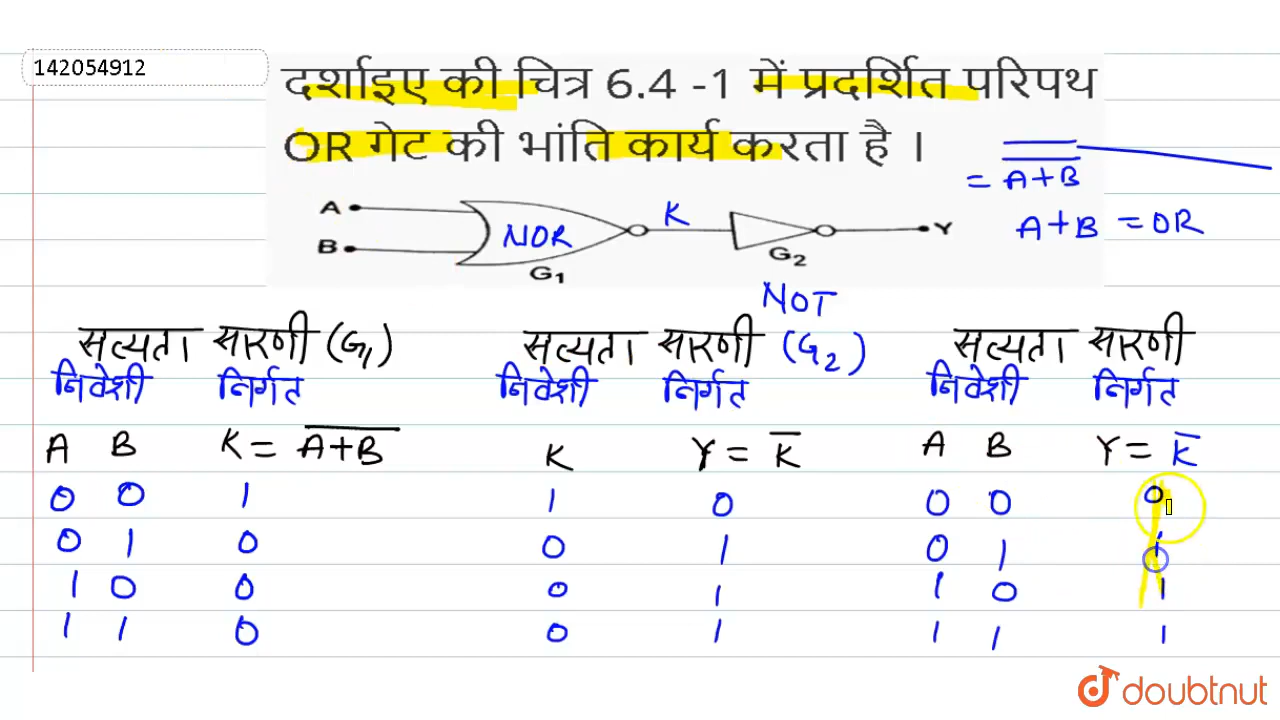 142054912
दर्शाइए की चित्र 6.4 -1 में प्रदर्शित परिपथ
OR गेट की भांति कार्य करता है ।
= A̿+̿B̿
A+B = OR
A
B
NOR
G1
K
G2
Y
NOT
सत्यता सारणी (G1)
निवेशी निर्गत
A B K = A̅+̅B̅
0 0 1
0 1 0
1 0 0
1 1 0
सत्यता सारणी (G2)
निवेशी निर्गत
K Y = K̅
1 0
0 1
0 1
0 1
सत्यता सारणी
निवेशी निर्गत
A B Y = K̅
0 0 0
0 1 1
1 0 1
1 1 1
doubtnut